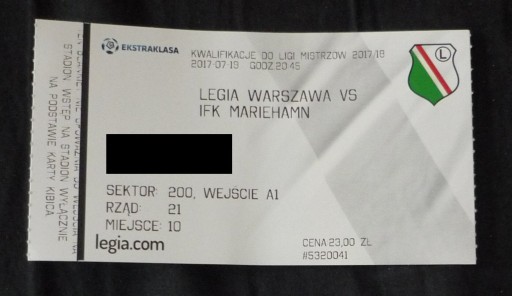 EKSTRAKLASA
KWALIFIKACJE DO LIGI MISTRZÓW 2017/18
2017-07-19 GODZ.20:45
L
LEGIA WARSZAWA VS
IFK MARIEHAMN
SEKTOR: 200, WEJŚCIE A1
RZĄD: 21
MIEJSCE: 10
legia.com
CENA:23,00 ZŁ
#5320041
STADION WSTĘP NA STADION WYŁĄCZNIE
NA PODSTAWIE KARTY KIBICA